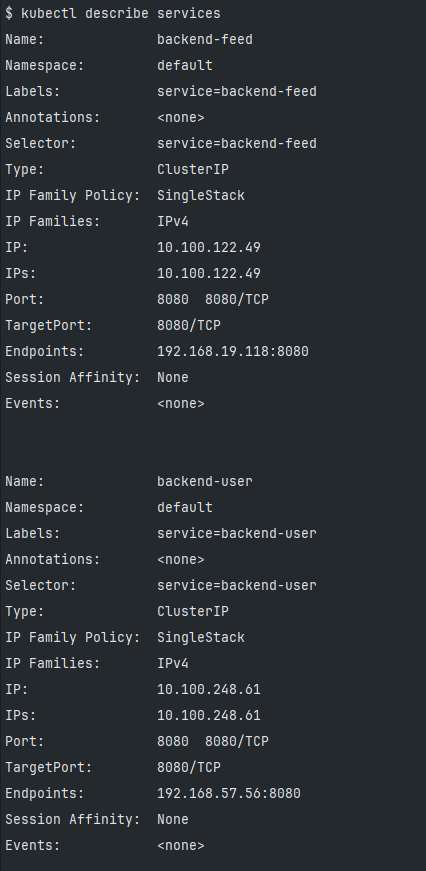 $ kubectl describe services
Name:              backend-feed
Namespace:         default
Labels:            service=backend-feed
Annotations:       <none>
Selector:          service=backend-feed
Type:              ClusterIP
IP Family Policy:  SingleStack
IP Families:       IPv4
IP:                10.100.122.49
IPs:               10.100.122.49
Port:              8080  8080/TCP
TargetPort:        8080/TCP
Endpoints:         192.168.19.118:8080
Session Affinity:  None
Events:            <none>

Name:              backend-user
Namespace:         default
Labels:            service=backend-user
Annotations:       <none>
Selector:          service=backend-user
Type:              ClusterIP
IP Family Policy:  SingleStack
IP Families:       IPv4
IP:                10.100.248.61
IPs:               10.100.248.61
Port:              8080  8080/TCP
TargetPort:        8080/TCP
Endpoints:         192.168.57.56:8080
Session Affinity:  None
Events:            <none>